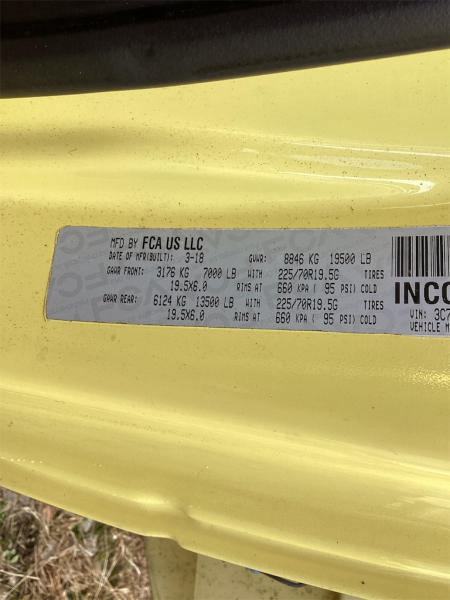 MFD BY FCA US LLC
DATE OF MFR(BUILT): 3-18 GVWR: 8846 KG 19500 LB
GAWR FRONT: 3176 KG 7000 LB WITH 225/70R19.5G TIRES
19.5X6.0 RIMS AT 660 KPA ( 95 PSI) COLD
GAWR REAR: 6124 KG 13500 LB WITH 225/70R19.5G TIRES
19.5X6.0 RIMS AT 660 KPA ( 95 PSI) COLD
INCO
VIN: 3C7
VEHICLE M